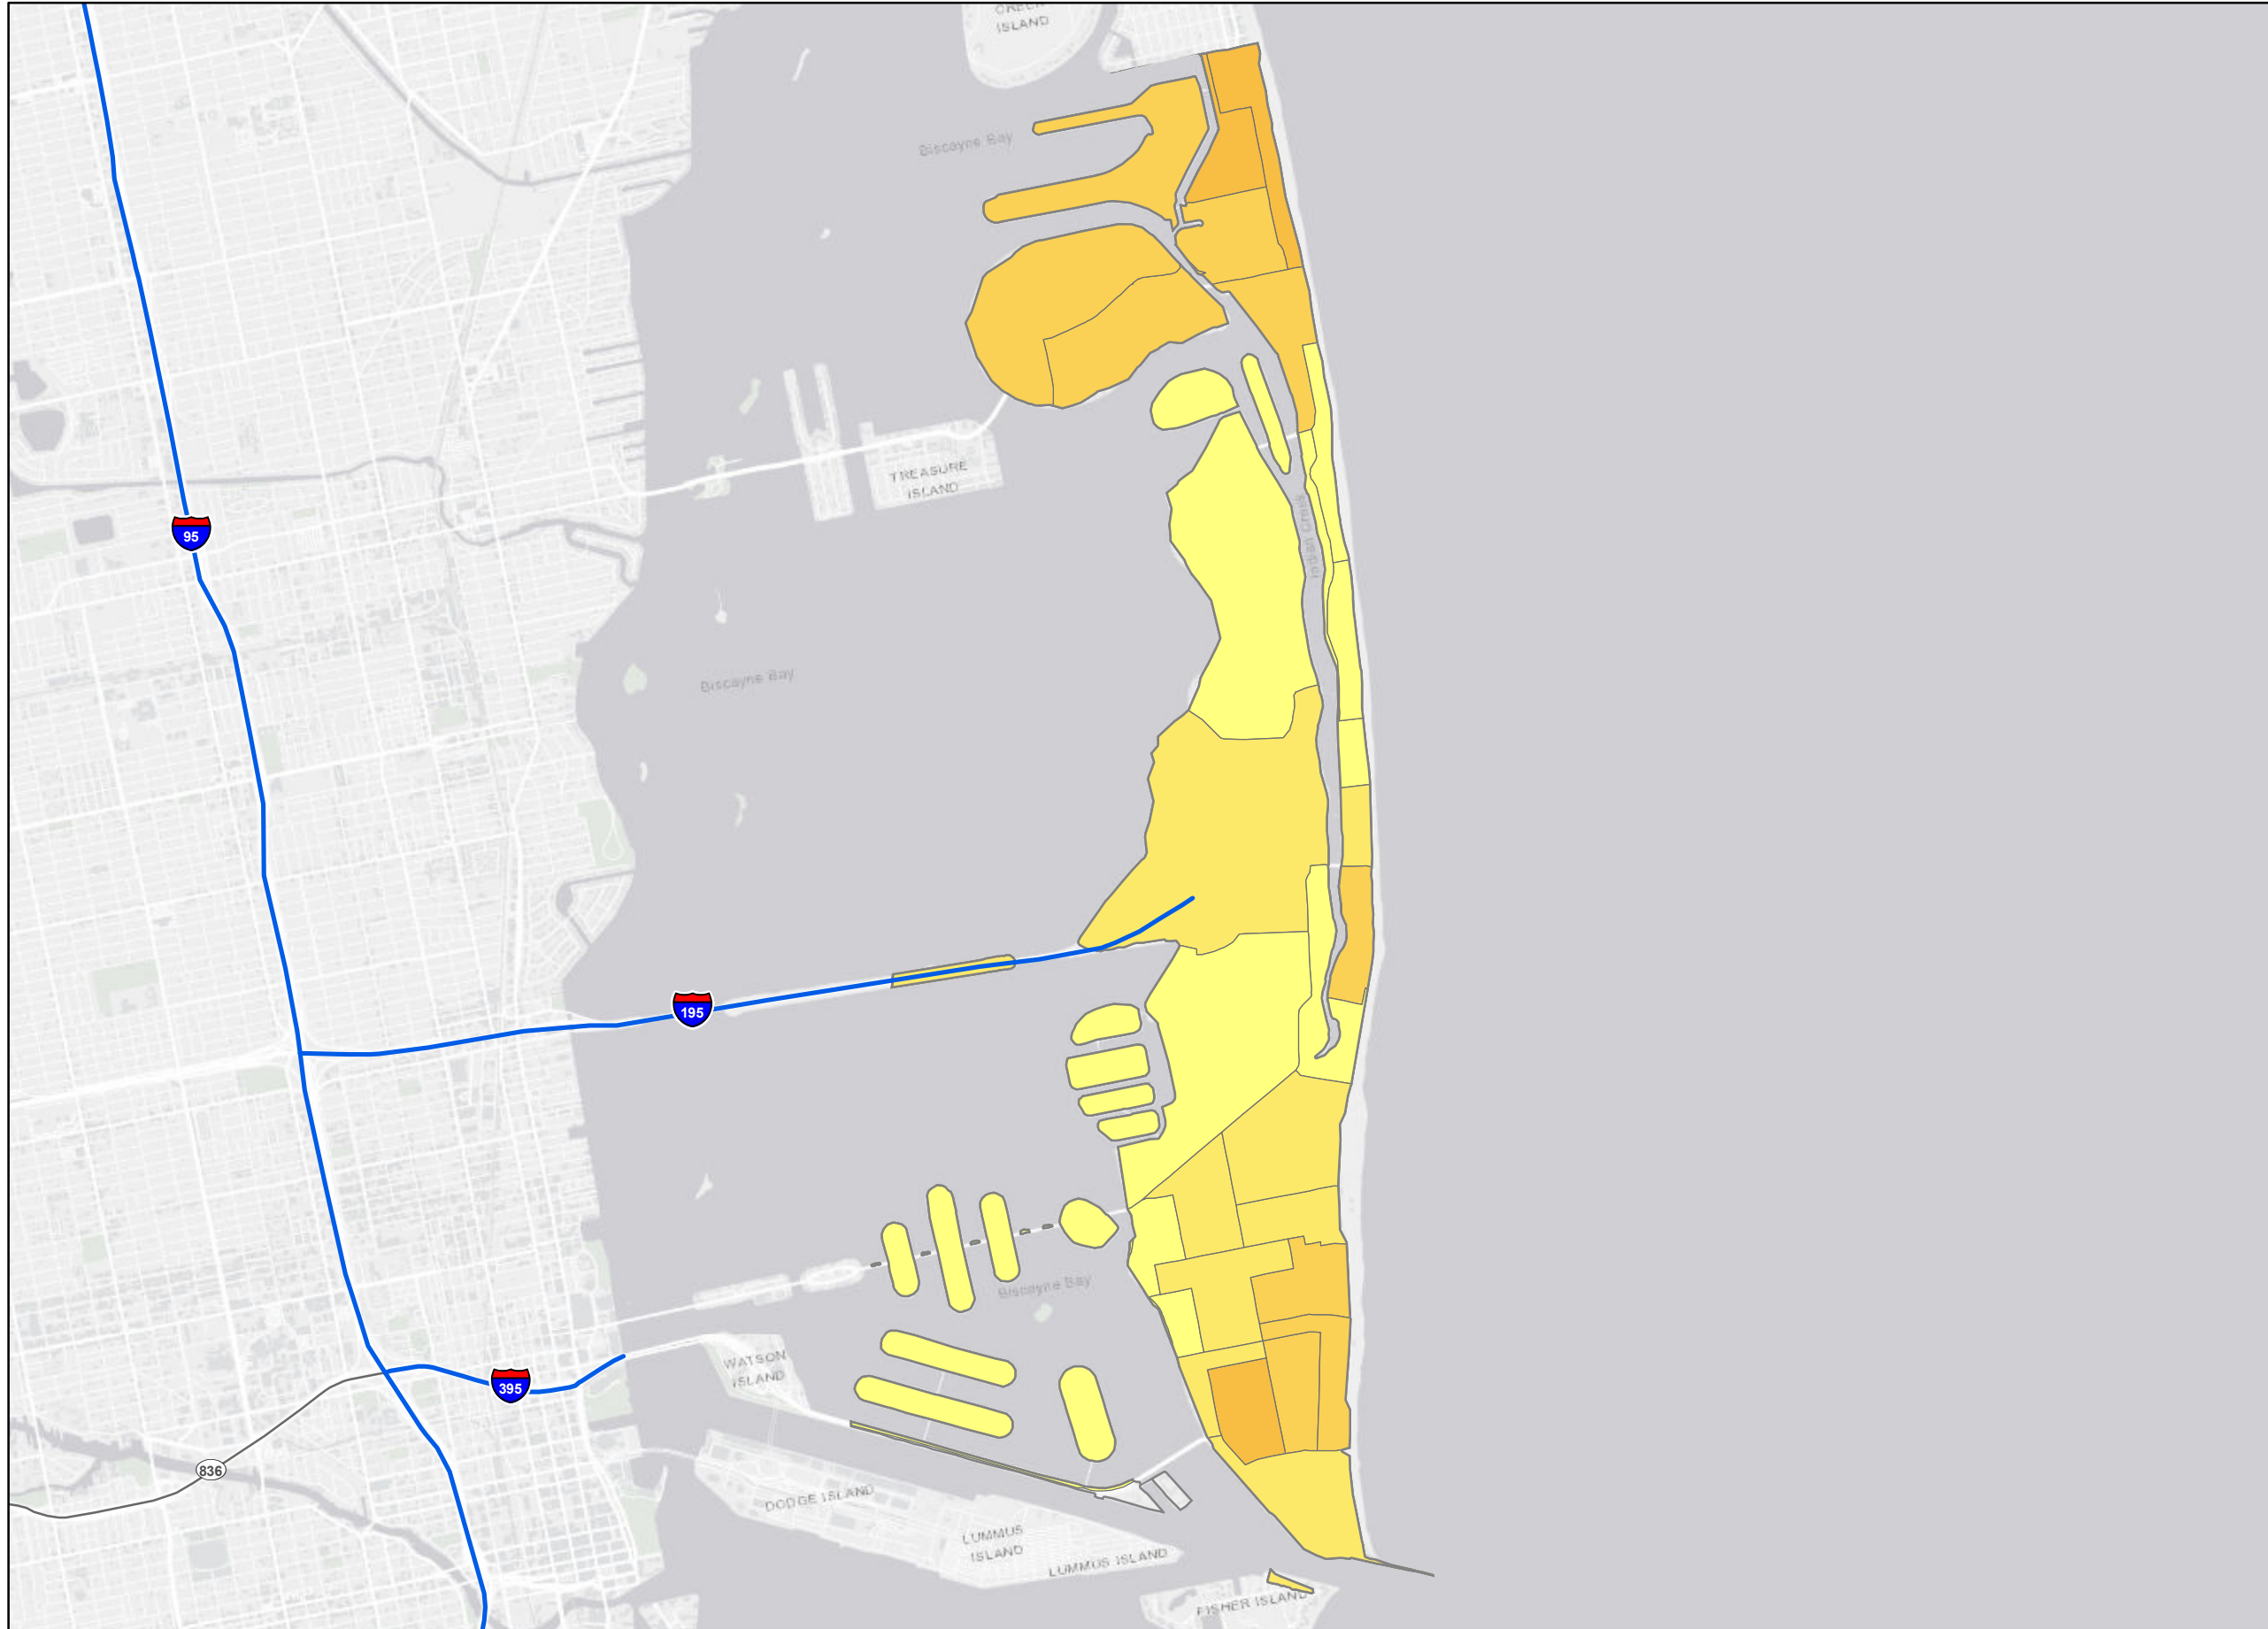 ISLAND
Biscayne Bay
TREASURE
ISLAND
Indian Creek
95
Biscayne Bay
195
Biscayne Bay
WATSON
ISLAND
395
836
DODGE ISLAND
LUMMUS
ISLAND
LUMMUS ISLAND
FISHER ISLAND